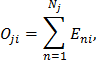 O_{ji} = \sum_{n=1}^{N_j} E_{ni},